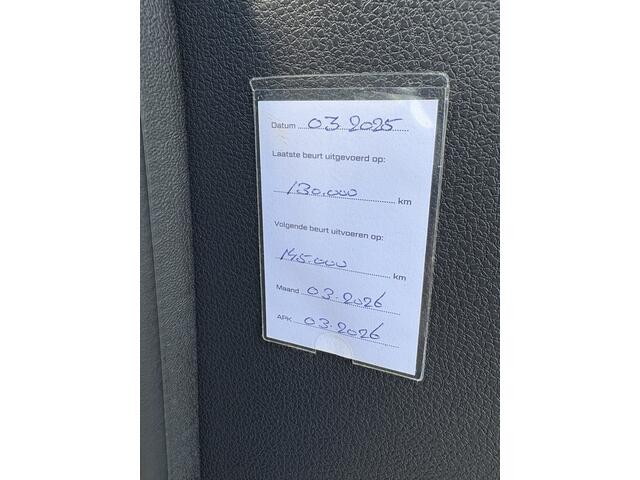 Datum 03 2025
Laatste beurt uitgevoerd op:
130.000 km
Volgende beurt uitvoeren op:
145.000 km
Maand 03.2026
APK 03.2026